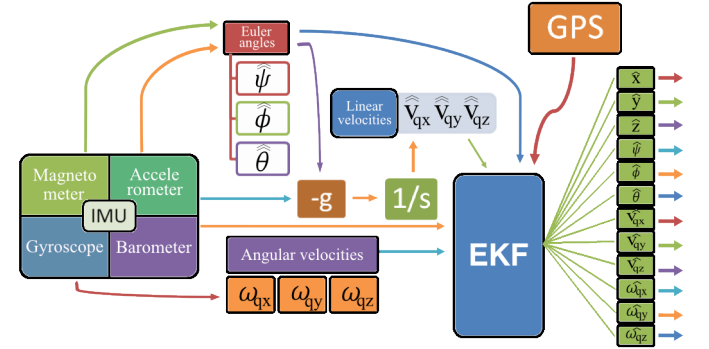 Euler
angles
GPS
ψ̂̂
ϕ̂̂
θ̂̂
Linear
velocities
V̂̂qx V̂̂qy V̂̂qz
Magneto
meter
Accele
rometer
IMU
Gyroscope
Barometer
-g
1/s
EKF
Angular velocities
ωqx
ωqy
ωqz
x̂
ŷ
ẑ
ψ̂
ϕ̂
θ̂
V̂qx
V̂qy
V̂qz
ω̂qx
ω̂qy
ω̂qz